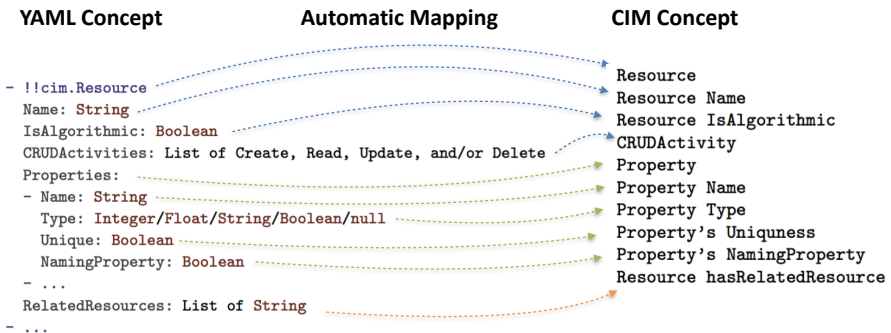 YAML Concept
Automatic Mapping
CIM Concept
- !!cim.Resource
Name: String
IsAlgorithmic: Boolean
CRUDActivities: List of Create, Read, Update, and/or Delete
Properties:
- Name: String
Type: Integer/Float/String/Boolean/null
Unique: Boolean
NamingProperty: Boolean
- ...
RelatedResources: List of String
- ...
Resource
Resource Name
Resource IsAlgorithmic
CRUDActivity
Property
Property Name
Property Type
Property's Uniquness
Property's NamingProperty
Resource hasRelatedResource